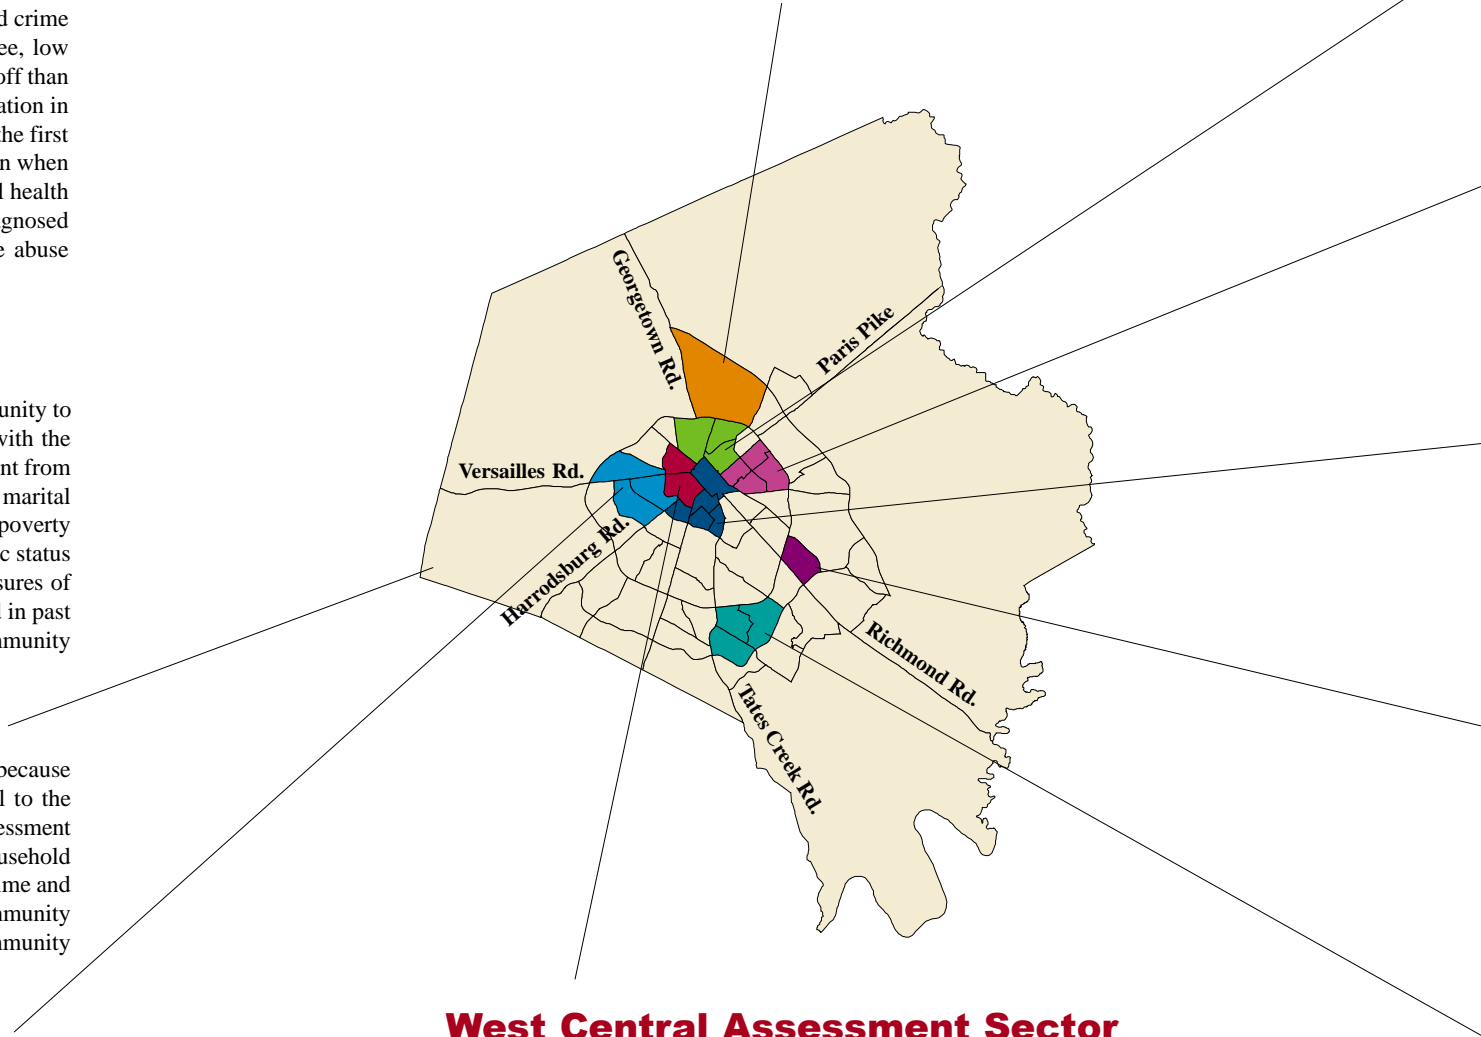 d crime
ee, low
off than
ation in
the first
n when
l health
gnosed
e abuse
unity to
with the
nt from
marital
poverty
c status
sures of
l in past
nmunity
because
l to the
essment
usehold
me and
nmunity
nmunity
Georgetown Rd.
Paris Pike
Versailles Rd.
Harrodsburg Rd.
Richmond Rd.
Tates Creek Rd.
West Central Assessment Sector